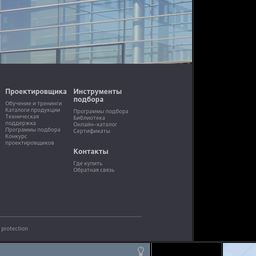 Проектировщика
Обучение и тренинги
Каталоги продукции
Техническая
поддержка
Программы подбора
Конкурс
проектировщиков
Инструменты
подбора
Программы подбора
Библиотека
Онлайн-каталог
Сертификаты
Контакты
Где купить
Обратная связь
protection